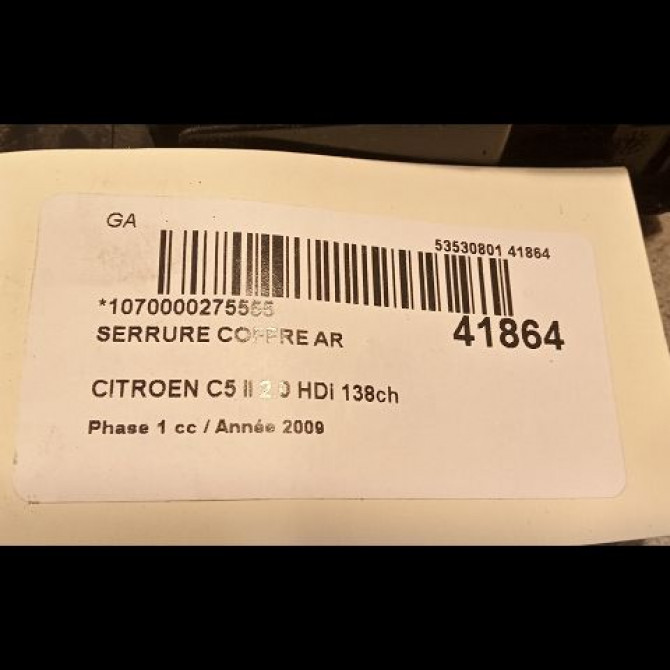 GA
53530801 41864
*1070000275555
SERRURE COFFRE AR
41864
CITROEN C5 II 2.0 HDi 138ch
Phase 1 cc / Année 2009